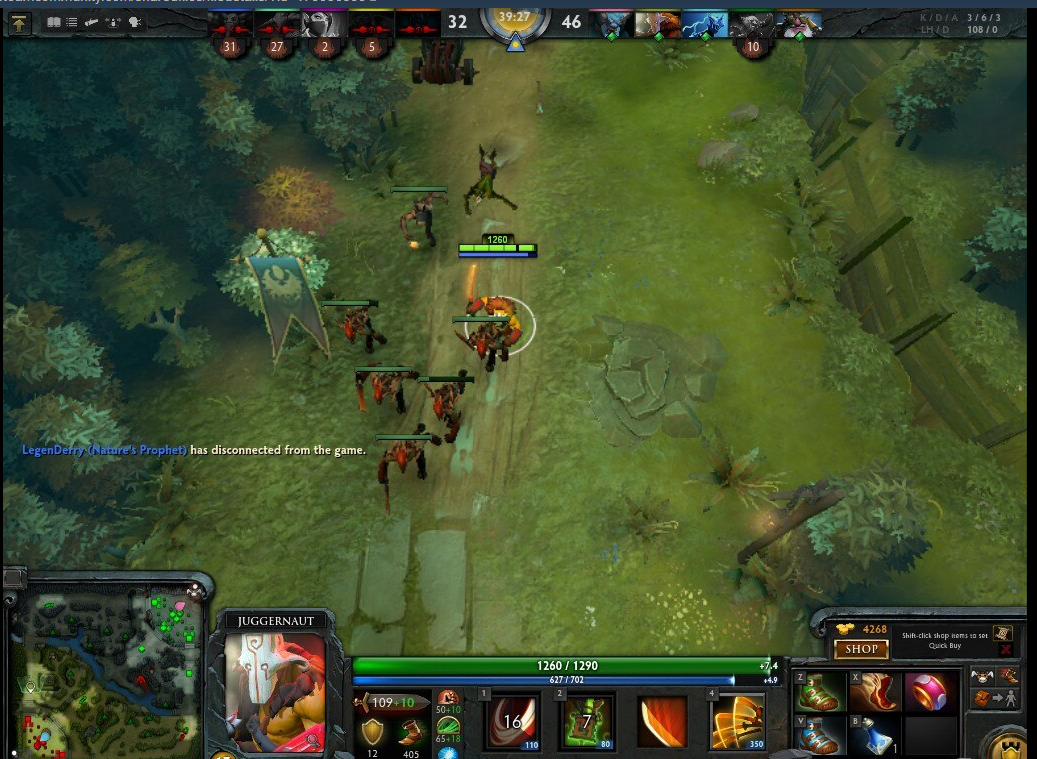 32
39:27
46
K / D / A 3 / 6 / 3
LH / D 108 / 0
31
27
2
5
10
1260
LegenDerry (Nature's Prophet) has disconnected from the game.
JUGGERNAUT
1260 / 1290
+7.4
627 / 702
+4.9
109+10
50+10
65+18
12
405
1
16
110
2
7
80
4
350
4268
SHOP
Shift-click shop items to set
Quick Buy
Z
X
V
B
1